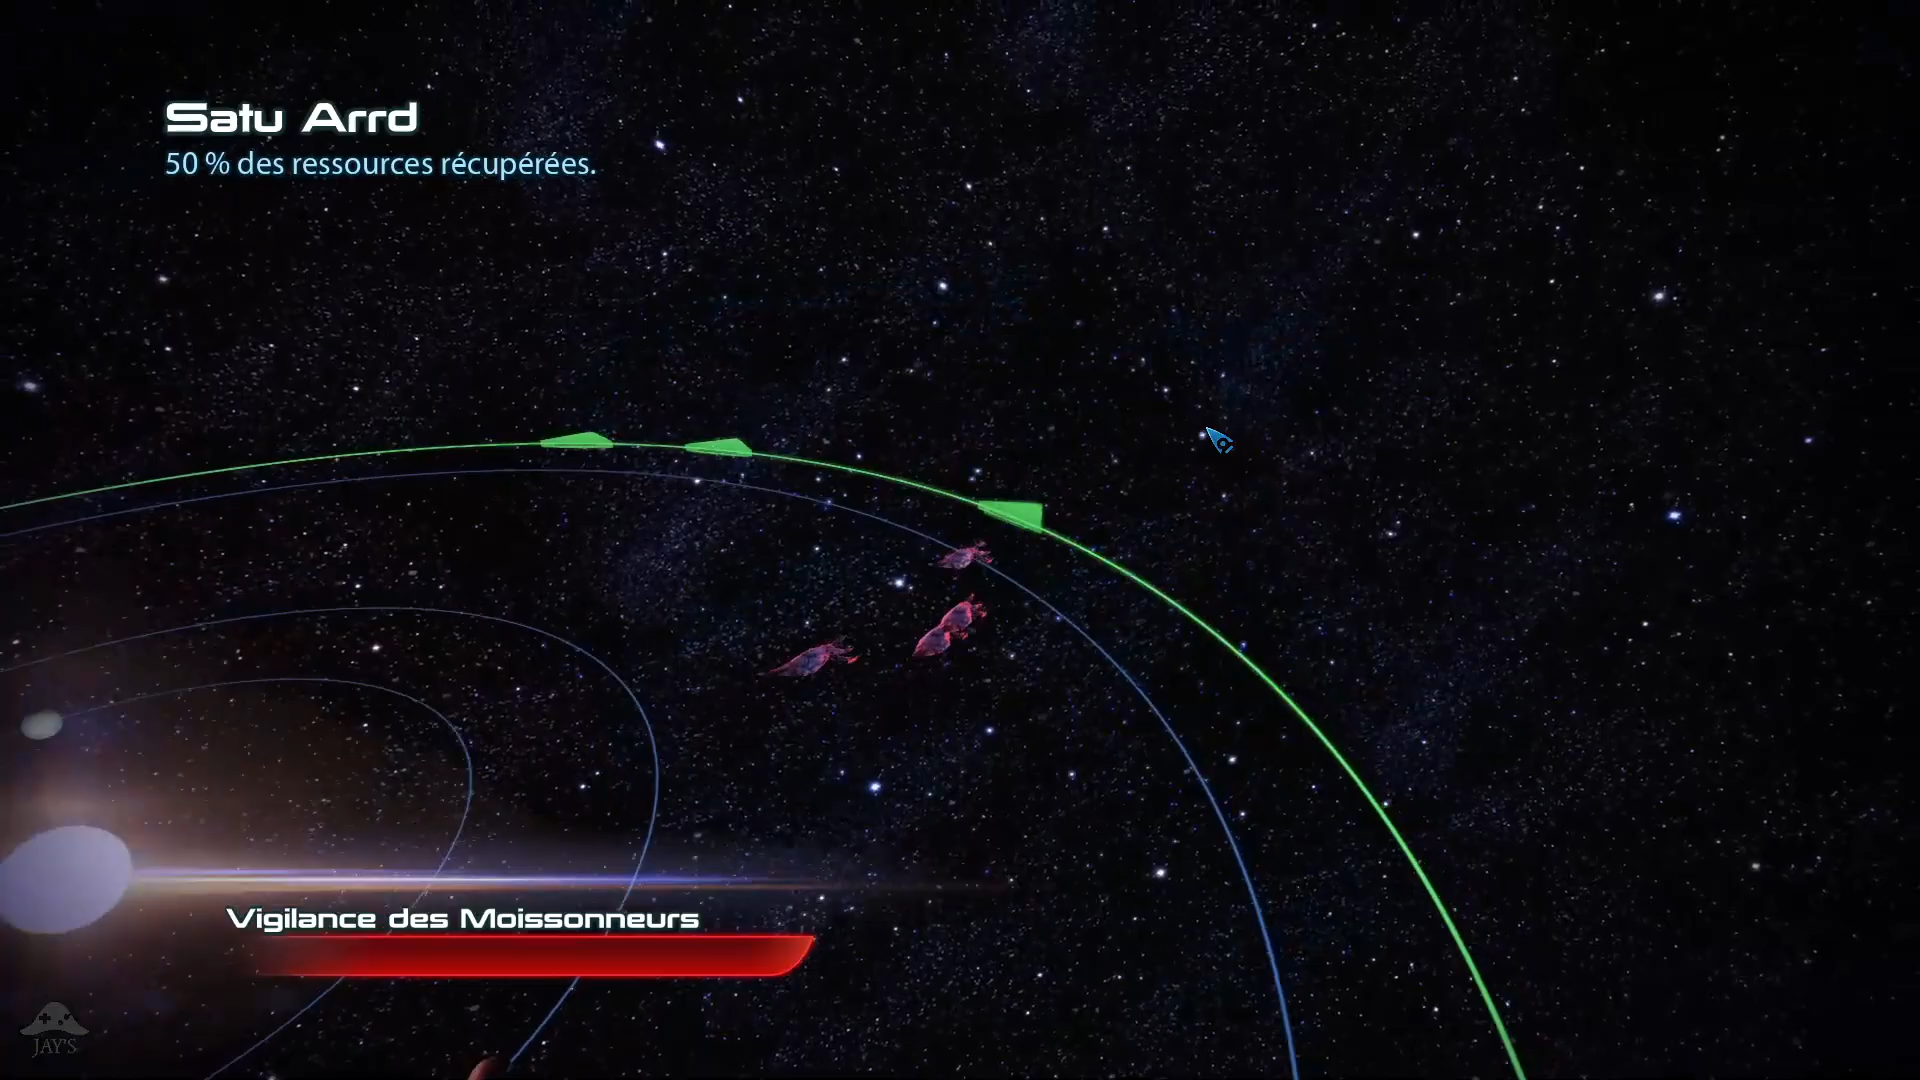 Satu Arrd
50 % des ressources récupérées.
Vigilance des Moissonneurs
JAY'S